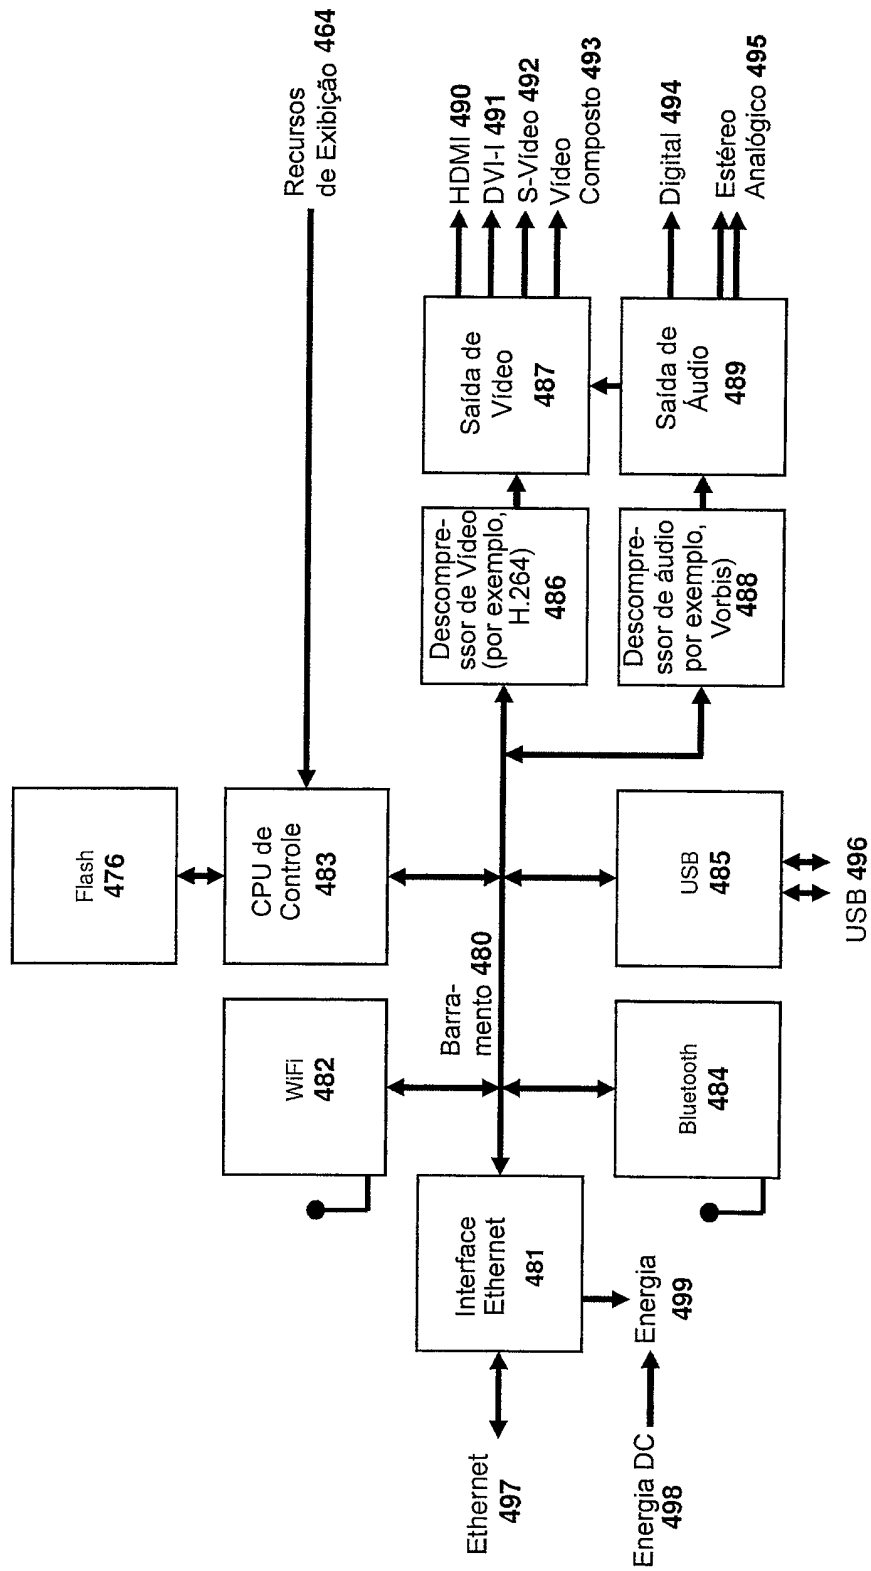 Flash
476
CPU de
Controle
483
Recursos
de Exibição 464
WiFi
482
Barra-
mento 480
Ethernet
497
Interface
Ethernet
481
Descompre-
ssor de Vídeo
(por exemplo,
H.264)
486
Saída de
Vídeo
487
HDMI 490
DVI-I 491
S-Vídeo 492
Vídeo
Composto 493
Energia DC
498
Energia
499
Bluetooth
484
USB
485
USB 496
Descompre-
ssor de áudio
por exemplo,
Vorbis)
488
Saída de
Áudio
489
Digital 494
Estéreo
Analógico 495